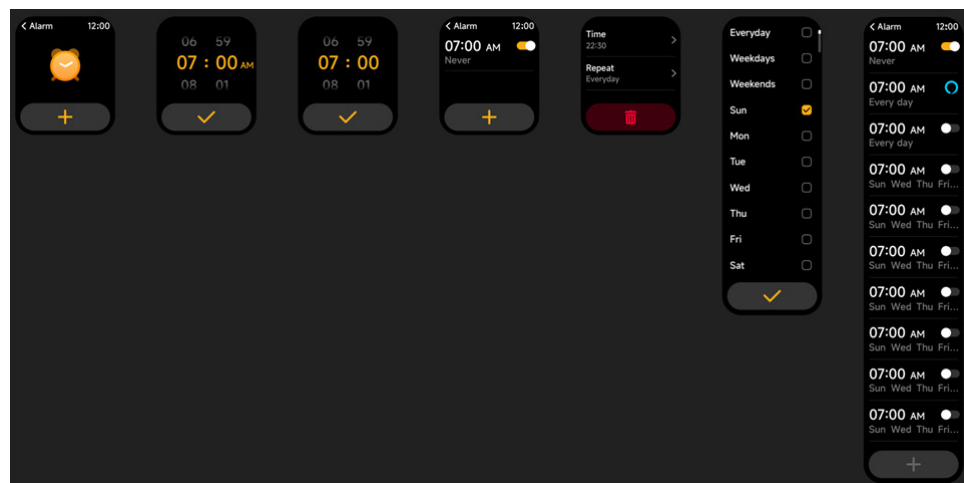 < Alarm 12:00
06 59
07 : 00 AM
08 01
06 59
07 : 00
08 01
< Alarm 12:00
07:00 AM
Never
Time
22:30
Repeat
Everyday
Everyday
Weekdays
Weekends
Sun
Mon
Tue
Wed
Thu
Fri
Sat
< Alarm 12:00
07:00 AM
Never
07:00 AM
Every day
07:00 AM
Every day
07:00 AM
Sun Wed Thu Fri...
07:00 AM
Sun Wed Thu Fri...
07:00 AM
Sun Wed Thu Fri...
07:00 AM
Sun Wed Thu Fri...
07:00 AM
Sun Wed Thu Fri...
07:00 AM
Sun Wed Thu Fri...
07:00 AM
Sun Wed Thu Fri...